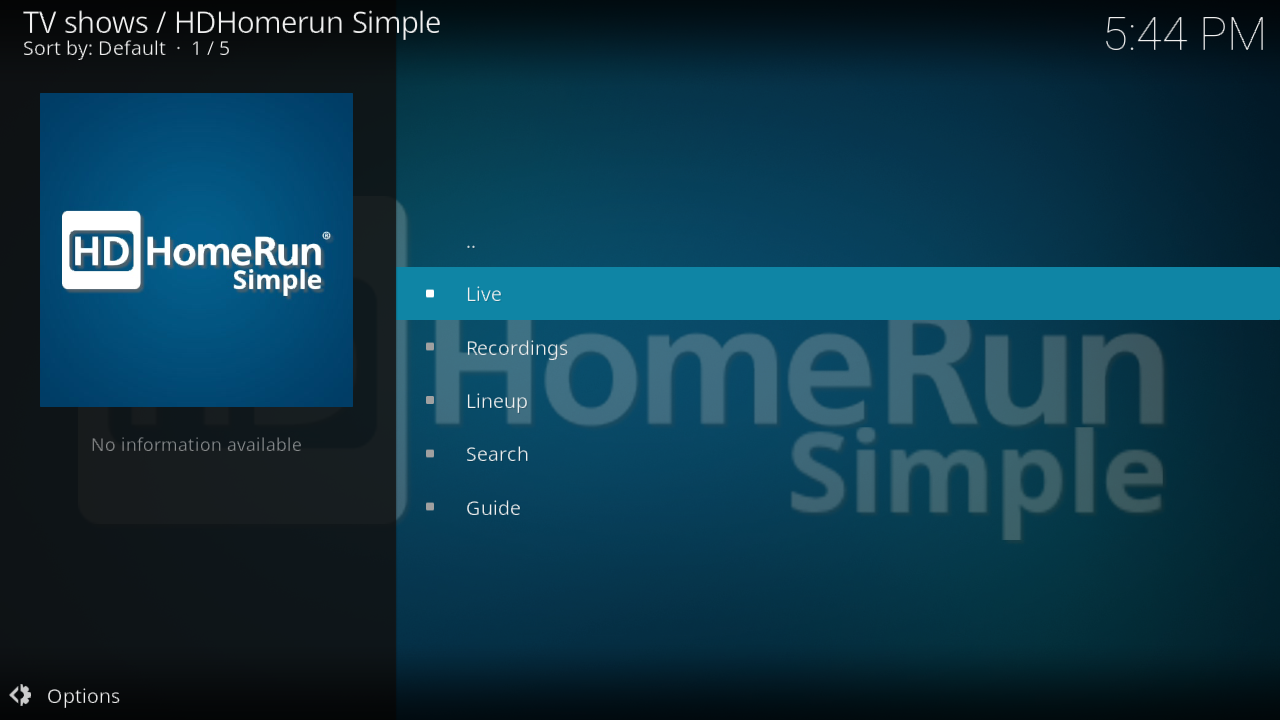 TV shows / HDHomerun Simple
Sort by: Default · 1 / 5
5:44 PM
HD HomeRun®
Simple
No information available
..
Live
Recordings
Lineup
Search
Guide
HomeRun
Simple
Options